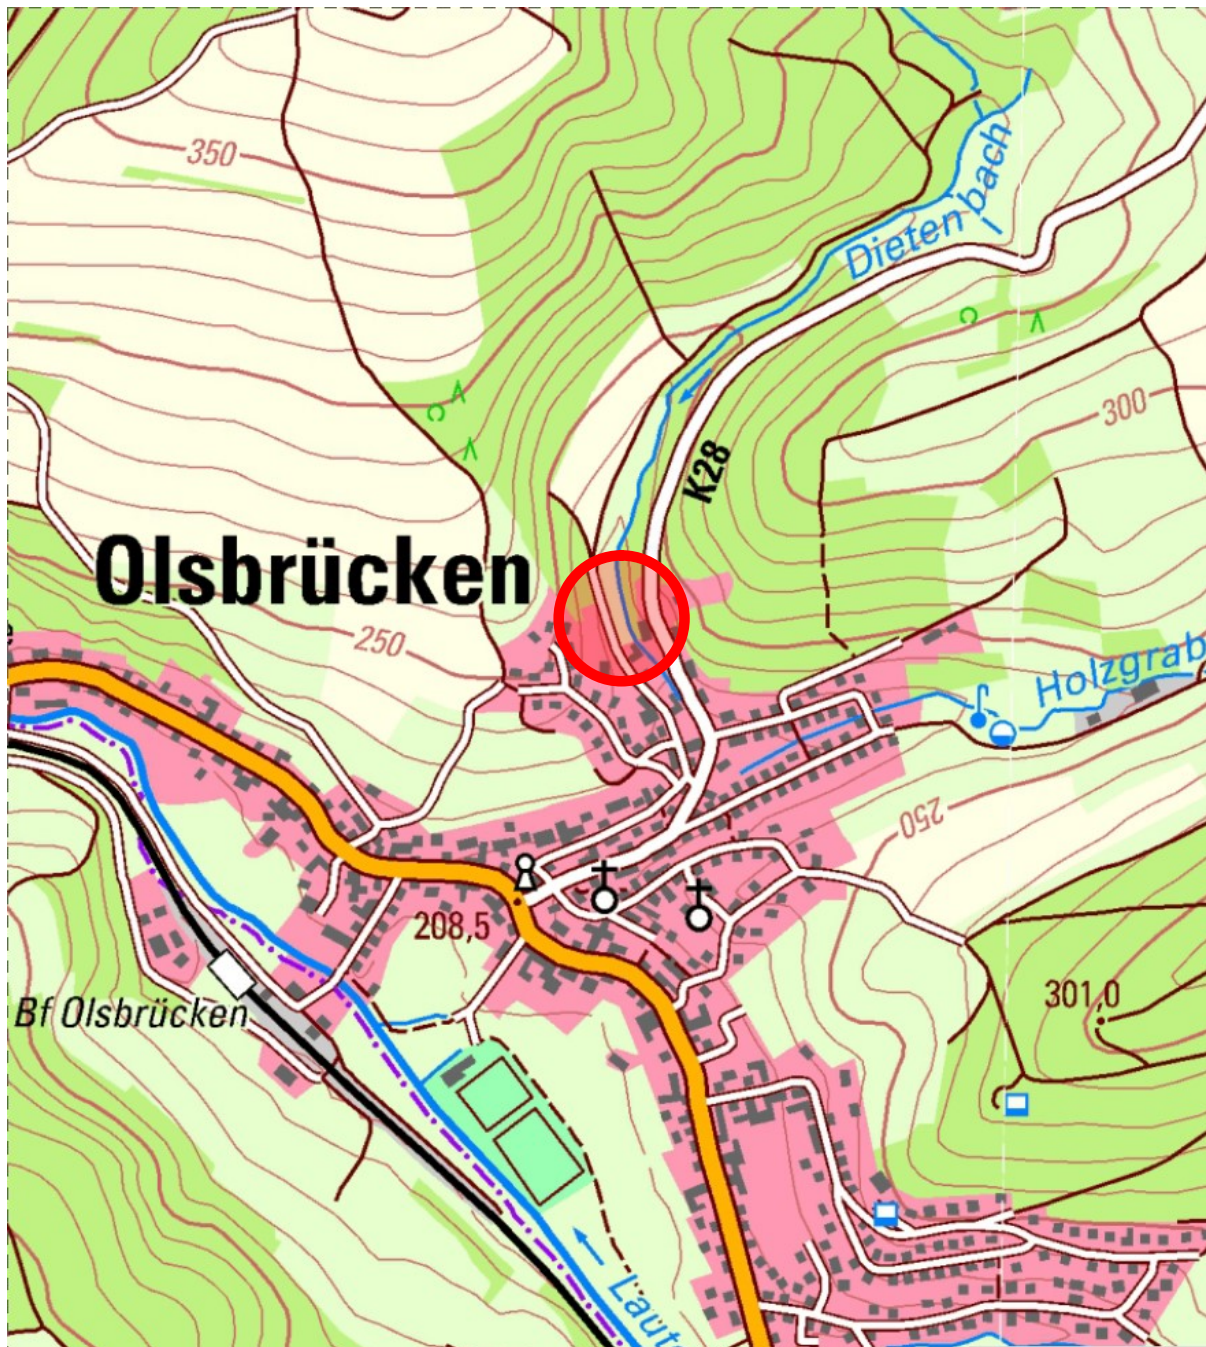 350
Dietenbach
300
K28
Olsbrücken
250
Holzgrab
250
208,5
301,0
Bf Olsbrücken
Laut